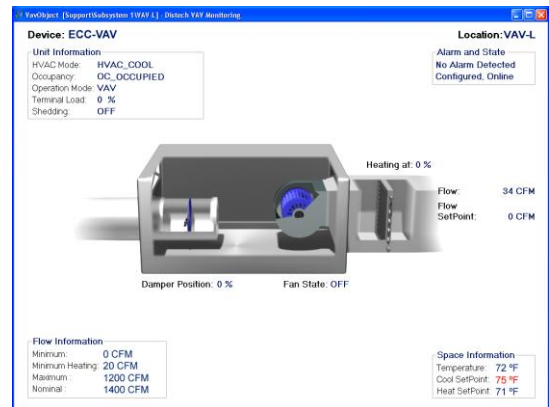 VavObject [Support\Subsystem 1\VAV-L] - Distech VAV Monitoring
Device: ECC-VAV
Location: VAV-L
Unit Information
HVAC Mode: HVAC_COOL
Occupancy: OC_OCCUPIED
Operation Mode: VAV
Terminal Load: 0 %
Shedding: OFF
Alarm and State
No Alarm Detected
Configured, Online
Heating at: 0 %
Flow: 34 CFM
Flow
SetPoint: 0 CFM
Damper Position: 0 %
Fan State: OFF
Flow Information
Minimum: 0 CFM
Minimum Heating: 20 CFM
Maximum : 1200 CFM
Nominal : 1400 CFM
Space Information
Temperature: 72 ºF
Cool SetPoint: 75 ºF
Heat SetPoint: 71 ºF